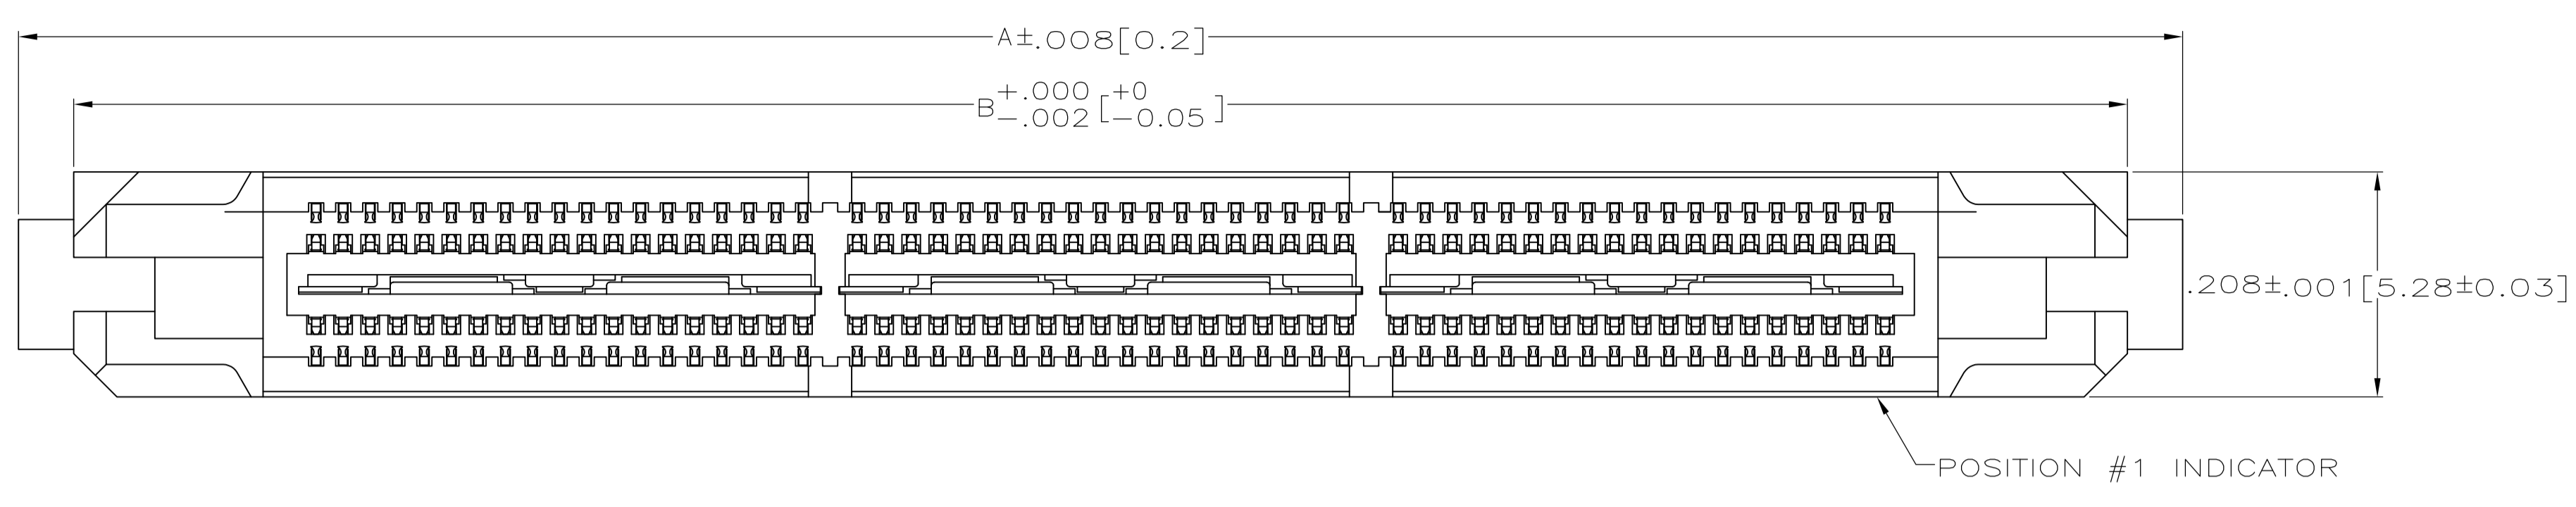 A±.008[0.2]
B+.000[+0
-.002[-0.05]
.208±.001[5.28±0.03]
POSITION #1 INDICATOR